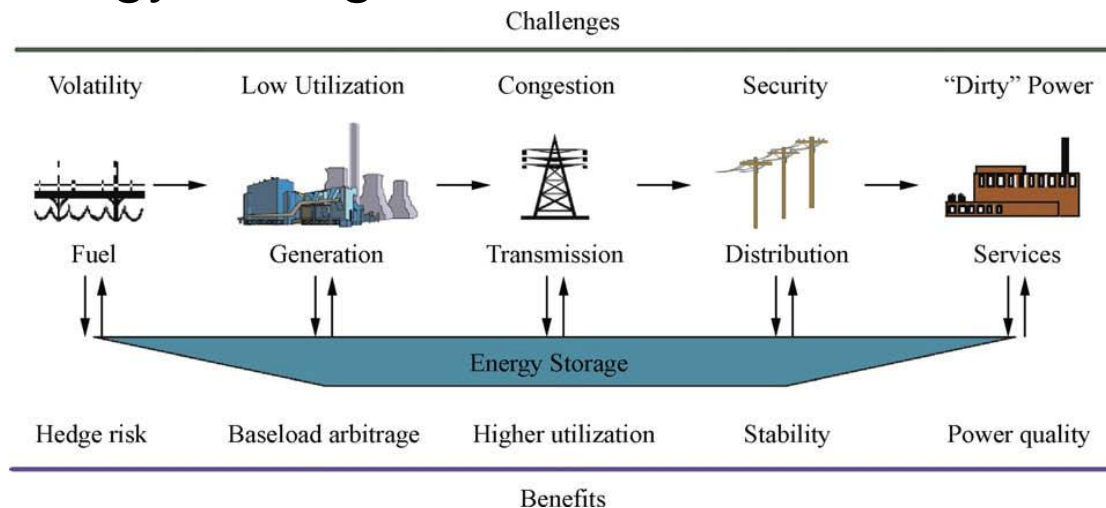 Challenges
Volatility Low Utilization Congestion Security “Dirty” Power
Fuel Generation Transmission Distribution Services
Energy Storage
Hedge risk Baseload arbitrage Higher utilization Stability Power quality
Benefits